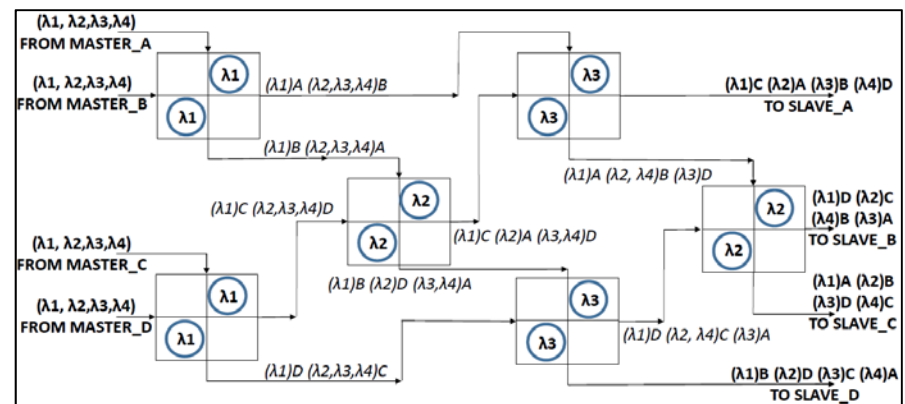 (λ1, λ2,λ3,λ4)
FROM MASTER_A
(λ1, λ2,λ3,λ4)
FROM MASTER_B
λ1
λ1
(λ1)A (λ2,λ3,λ4)B
(λ1)B (λ2,λ3,λ4)A
λ3
λ3
(λ1)C (λ2)A (λ3)B (λ4)D
TO SLAVE_A
(λ1)A (λ2, λ4)B (λ3)D
(λ1)C (λ2,λ3,λ4)D
λ2
λ2
(λ1)C (λ2)A (λ3,λ4)D
(λ1)B (λ2)D (λ3,λ4)A
λ2
λ2
(λ1)D (λ2)C
(λ4)B (λ3)A
TO SLAVE_B
(λ1)A (λ2)B
(λ3)D (λ4)C
TO SLAVE_C
(λ1, λ2,λ3,λ4)
FROM MASTER_C
(λ1, λ2,λ3,λ4)
FROM MASTER_D
λ1
λ1
(λ1)D (λ2,λ3,λ4)C
λ3
λ3
(λ1)D (λ2, λ4)C (λ3)A
(λ1)B (λ2)D (λ3)C (λ4)A
TO SLAVE_D